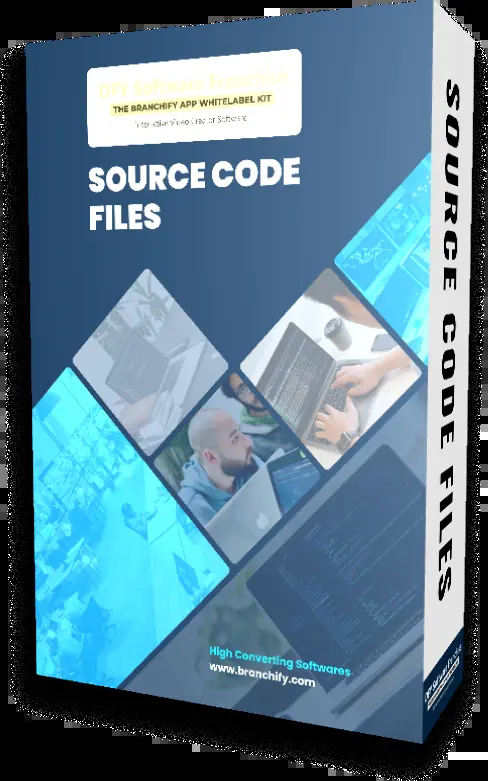 DFY Software Franchise
THE BRANCHIFY APP WHITELABEL KIT
Interactive Video Creator Software
SOURCE CODE
FILES
High Converting Softwares
www.branchify.com
SOURCE CODE FILES